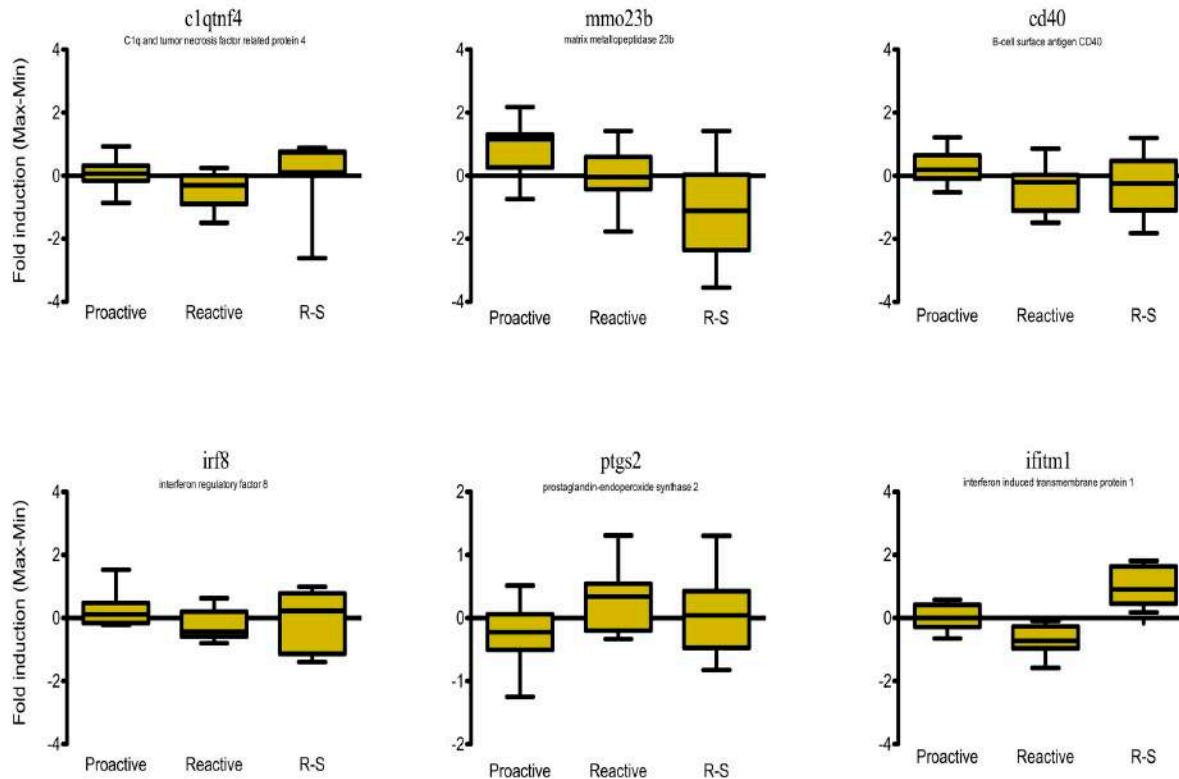 c1qtnf4
C1q and tumor necrosis factor related protein 4
4
2
0
-2
-4
Fold induction (Max-Min)
Proactive
Reactive
R-S
mmo23b
matrix metallopeptidase 23b
4
2
0
-2
-4
Proactive
Reactive
R-S
cd40
B-cell surface antigen CD40
4
2
0
-2
-4
Proactive
Reactive
R-S
irf8
interferon regulatory factor 8
4
2
0
-2
-4
Fold induction (Max-Min)
Proactive
Reactive
R-S
ptgs2
prostaglandin-endoperoxide synthase 2
2
1
0
-1
-2
Proactive
Reactive
R-S
ifitm1
interferon induced transmembrane protein 1
4
2
0
-2
-4
Proactive
Reactive
R-S